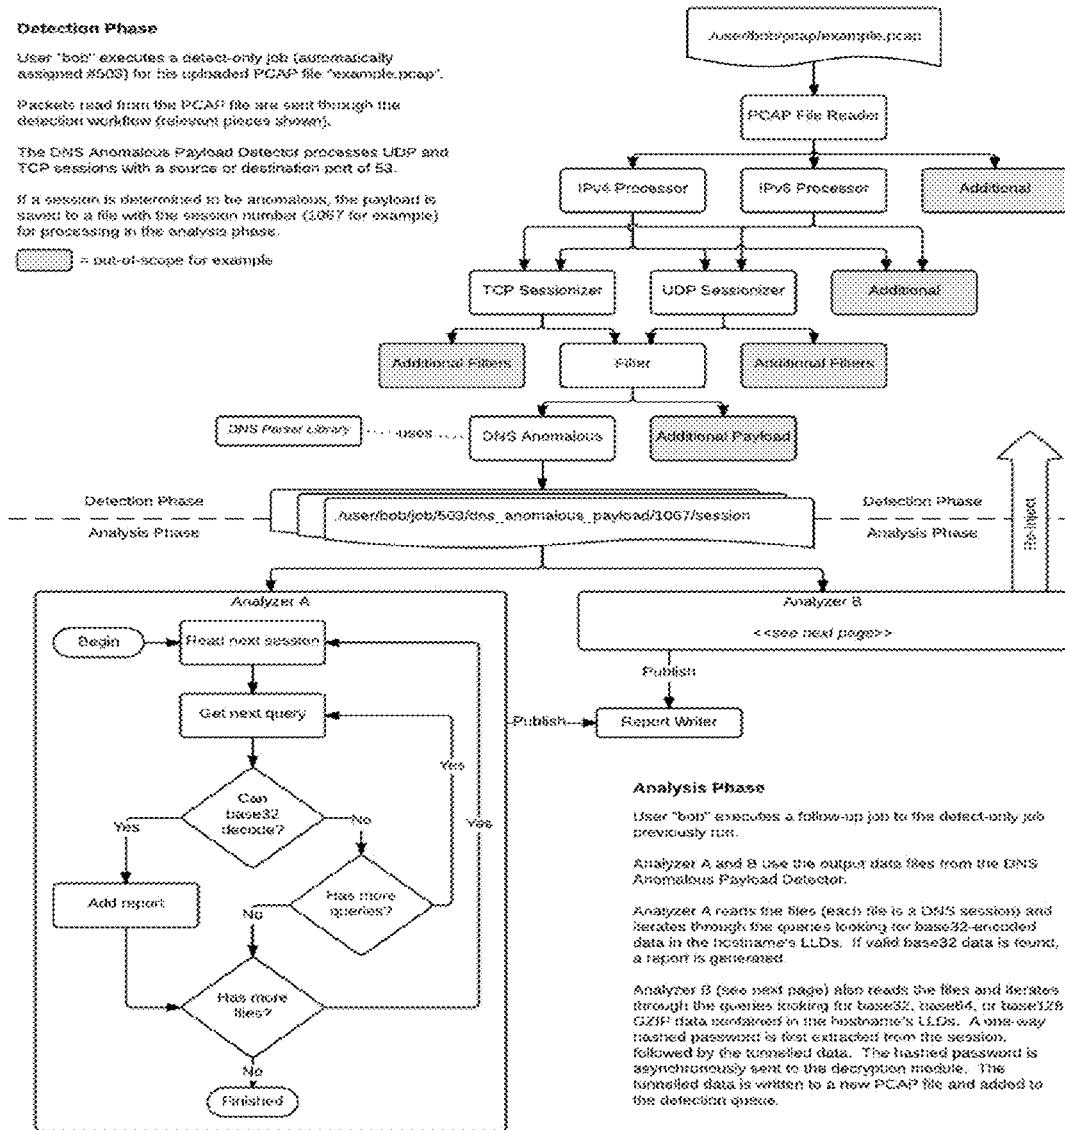 Detection Phase
User "bob" executes a detect-only job (automatically
assigned #503) for his uploaded PCAP file "example.pcap".
Packets read from the PCAP file are sent through the
detection workflow (relevant pieces shown).
The DNS Anomalous Payload Detector processes UDP and
TCP sessions with a source or destination port of 53.
If a session is determined to be anomalous, the payload is
saved to a file with the session number (1067 for example)
for processing in the analysis phase.
= out-of-scope for example
./user/bob/pcap/example.pcap
PCAP File Reader
IPv4 Processor
IPv6 Processor
Additional
TCP Sessionizer
UDP Sessionizer
Additional
Additional Filters
Filter
Additional Filters
DNS Parser Library
uses
DNS Anomalous
Additional Payload
Detection Phase
Analysis Phase
./user/bob/job/503/dns_anomalous_payload/1067/session
Detection Phase
Analysis Phase
Re-inject
Analyzer A
Begin
Read next session
Get next query
Can
base32
decode?
Yes
No
Add report
Has more
queries?
Yes
No
Has more
files?
Yes
No
Finished
Analyzer B
<<see next page>>
Publish
Publish
Report Writer
Analysis Phase
User "bob" executes a follow-up job to the detect-only job
previously run.
Analyzer A and B use the output data files from the DNS
Anomalous Payload Detector.
Analyzer A reads the files (each file is a DNS session) and
iterates through the queries looking for base32-encoded
data in the hostname's LLDs. If valid base32 data is found,
a report is generated.
Analyzer B (see next page) also reads the files and iterates
through the queries looking for base32, base64, or base128
GZIP data contained in the hostname's LLDs. A one-way
hashed password is first extracted from the session,
followed by the tunnelled data. The hashed password is
asynchronously sent to the decryption module. The
tunnelled data is written to a new PCAP file and added to
the detection queue.